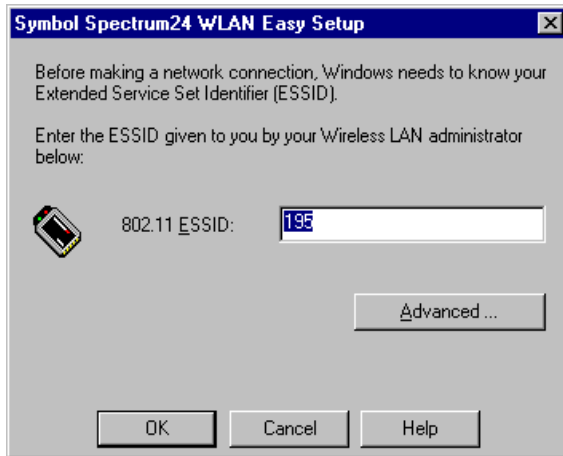 Symbol Spectrum24 WLAN Easy Setup
Before making a network connection, Windows needs to know your
Extended Service Set Identifier (ESSID).
Enter the ESSID given to you by your Wireless LAN administrator
below:
802.11 ESSID:
195
Advanced ...
OK
Cancel
Help